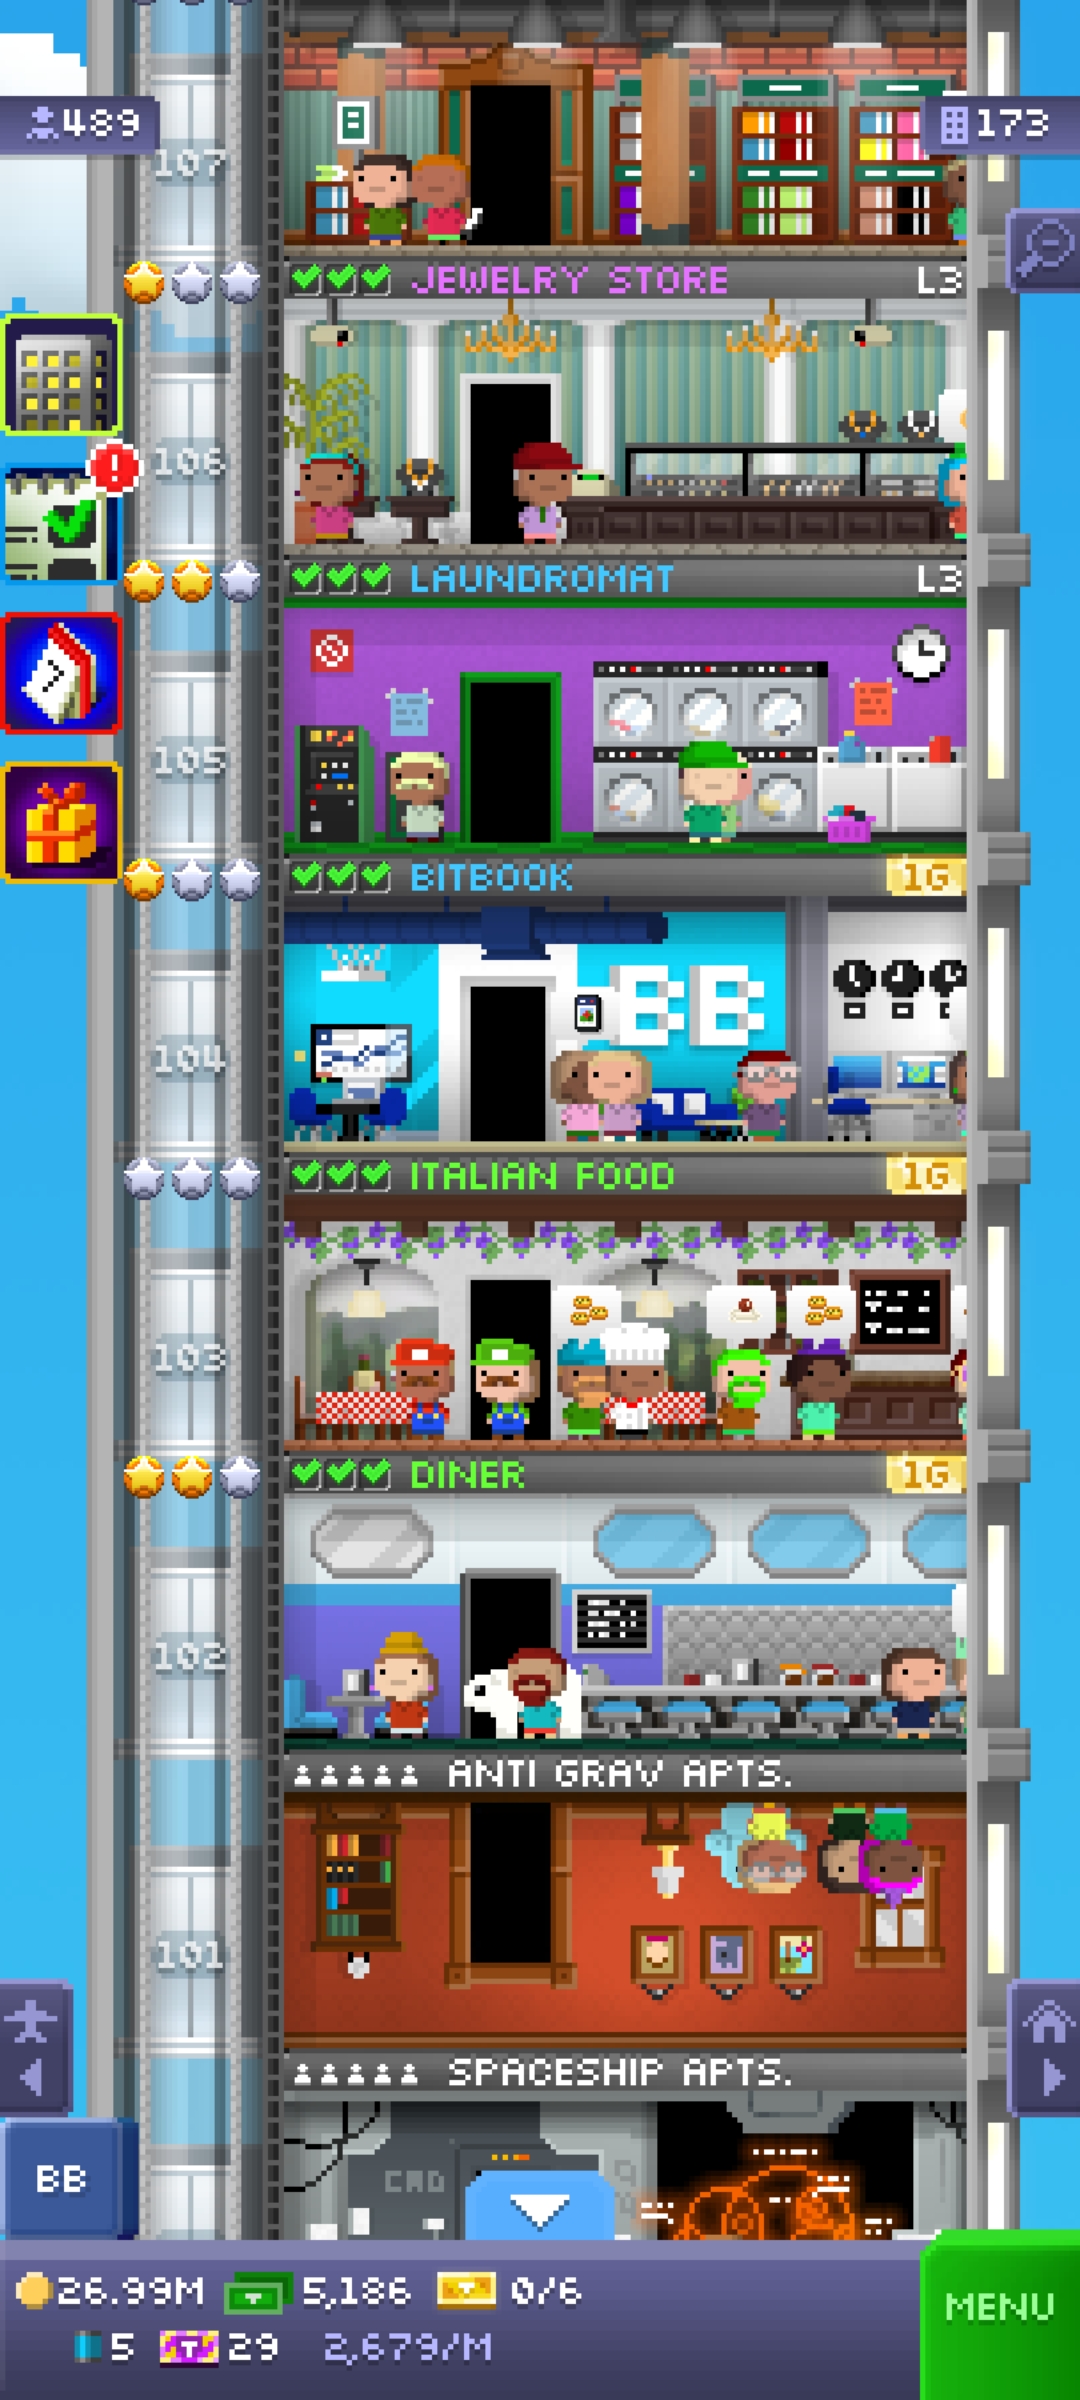 489
173
107
JEWELRY STORE L3
106
LAUNDROMAT L3
7
105
BITBOOK 1G
BB
104
ITALIAN FOOD 1G
103
DINER 1G
102
ANTI GRAV APTS.
101
SPACESHIP APTS.
CRD
BB
26.99M 5,186 0/6
MENU
5 29 2,679/M